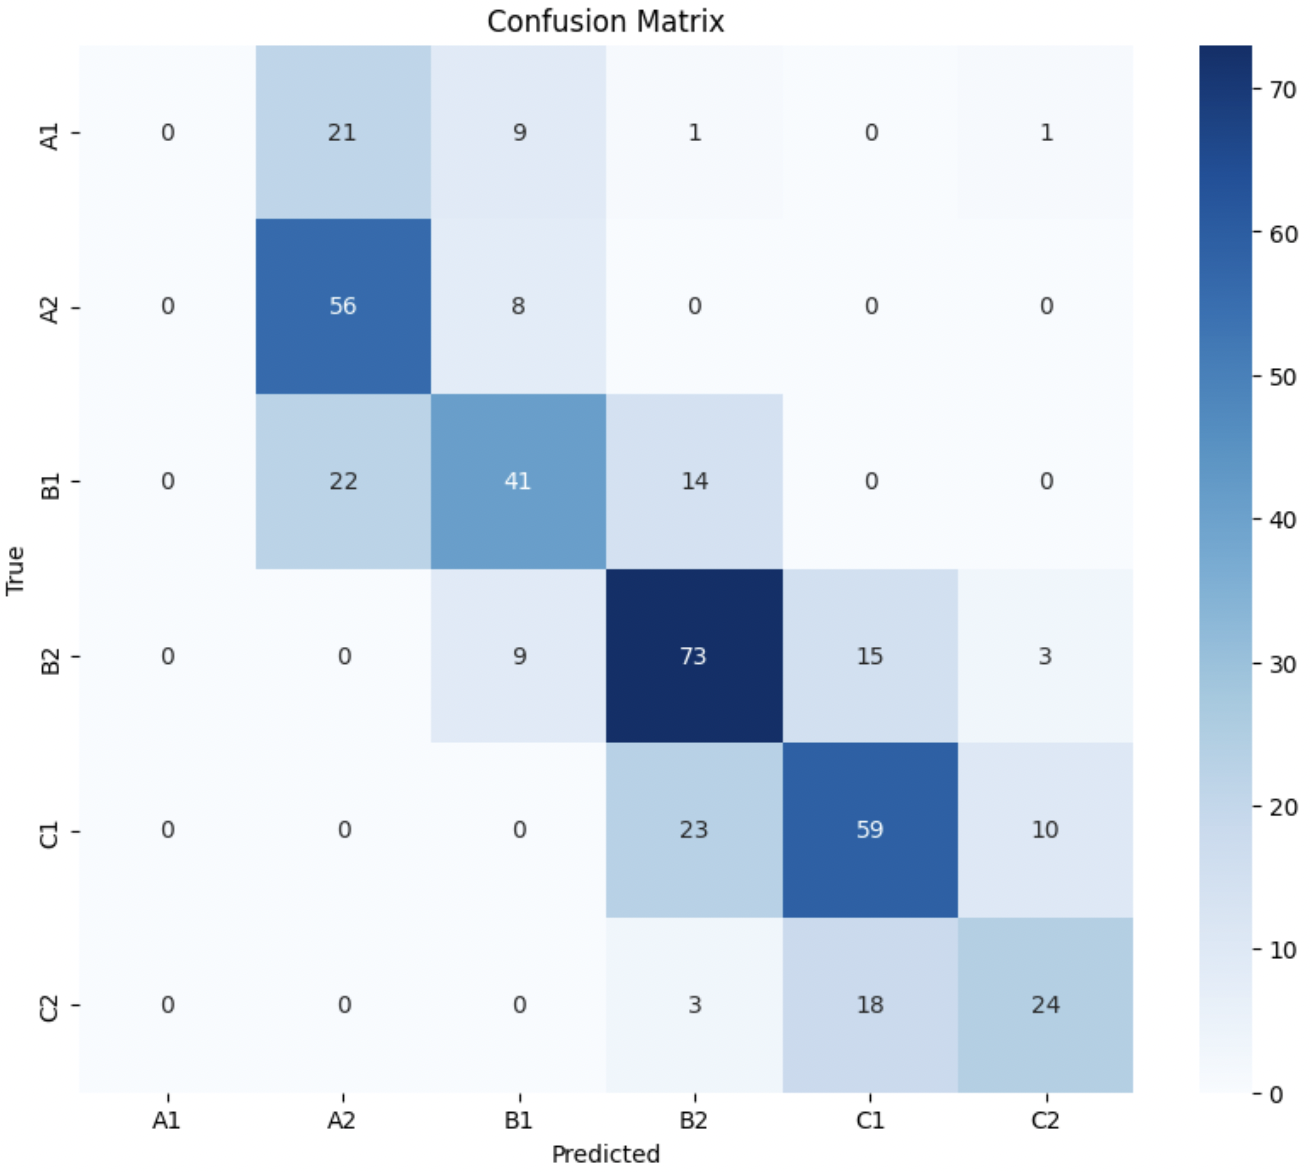 Confusion Matrix
A1 0 21 9 1 0 1
A2 0 56 8 0 0 0
B1 0 22 41 14 0 0
B2 0 0 9 73 15 3
C1 0 0 0 23 59 10
C2 0 0 0 3 18 24
A1 A2 B1 B2 C1 C2
Predicted
True
70
60
50
40
30
20
10
0